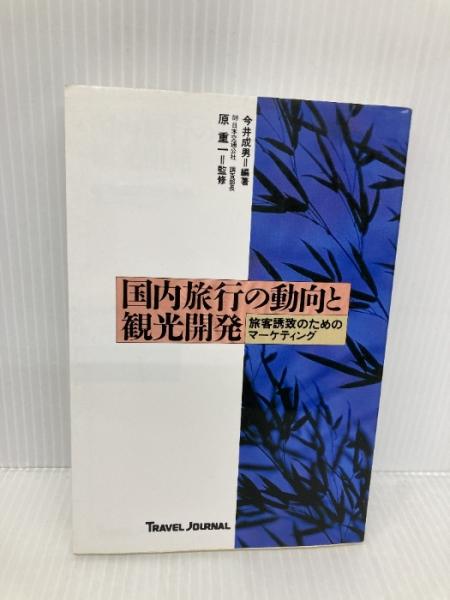 今井成男=編著
㈶日本交通公社 調査部長
原 重一=監修
国内旅行の動向と
観光開発
旅客誘致のための
マーケティング
TRAVEL JOURNAL